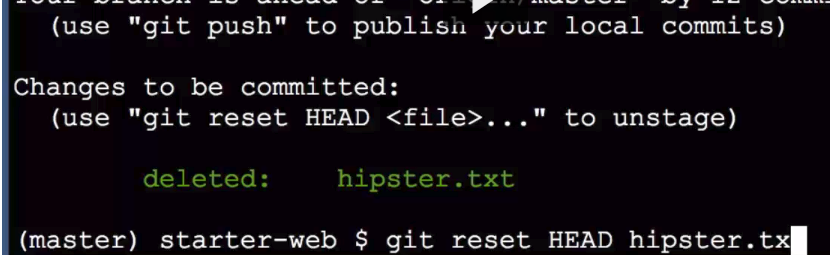 (use "git push" to publish your local commits)
Changes to be committed:
(use "git reset HEAD <file>..." to unstage)
deleted: hipster.txt
(master) starter-web $ git reset HEAD hipster.tx